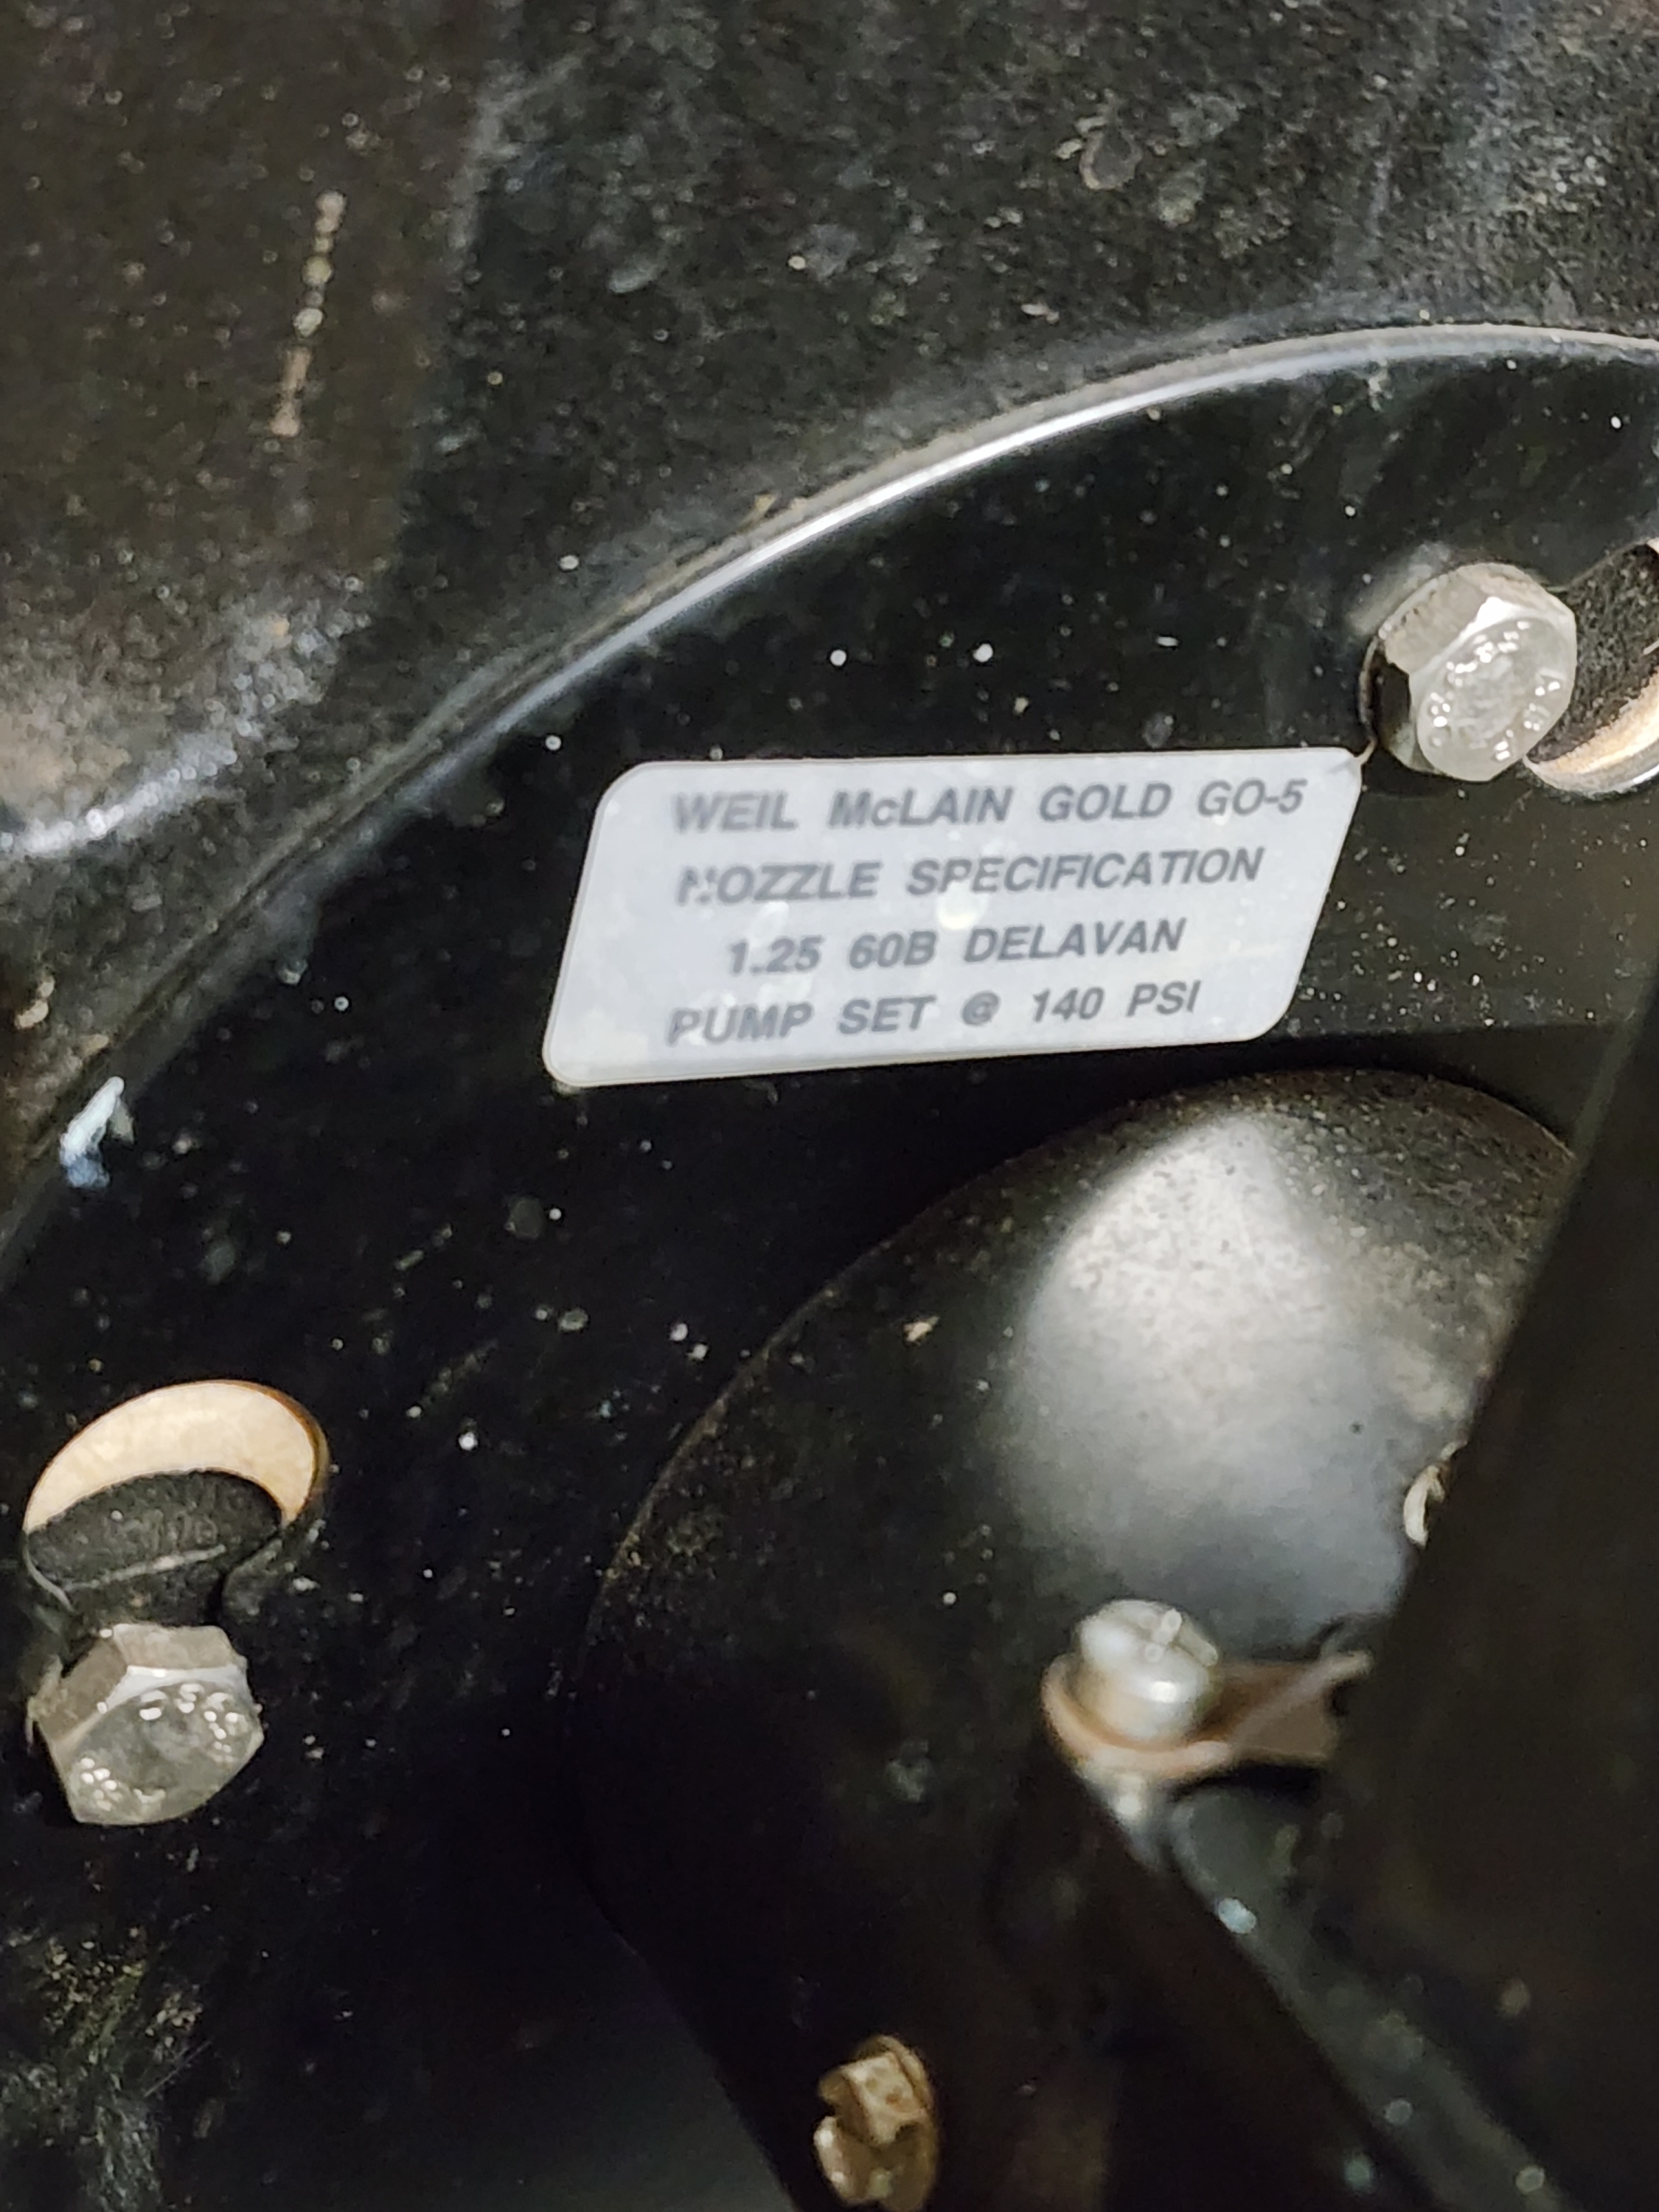 WEIL McLAIN GOLD GO-5
NOZZLE SPECIFICATION
1.25 60B DELAVAN
PUMP SET @ 140 PSI